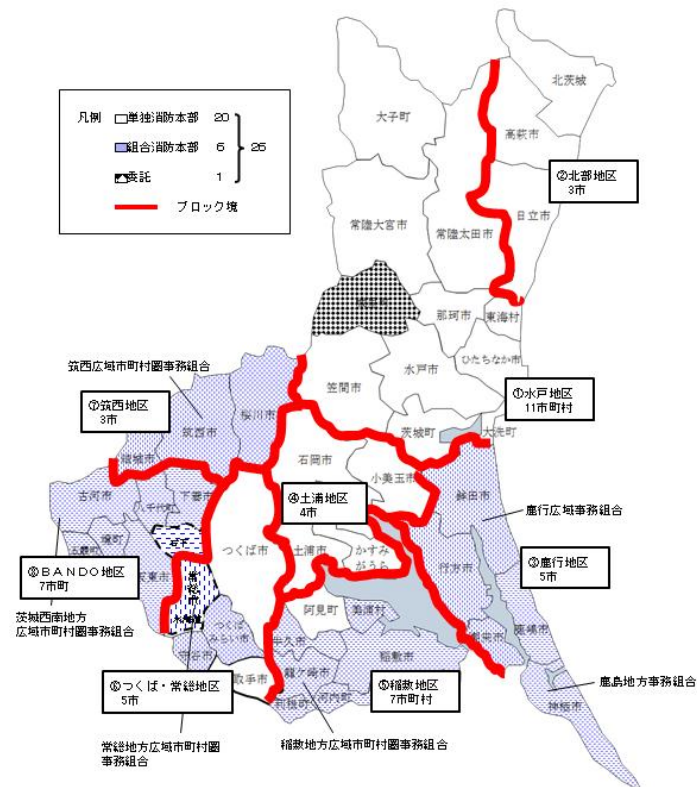 北茨城
大子町
高萩市
凡例 単独消防本部 20
組合消防本部 6
26
委託 1
ブロック境
②北部地区
3市
日立市
常陸大宮市
常陸太田市
那珂市
東海村
ひたちなか市
水戸市
筑西広域市町村圏事務組合
笠間市
①水戸地区
11市町村
⑦筑西地区
3市
桜川市
筑西市
茨城町
大洗町
結城市
石岡市
小美玉市
鉾田市
古河市
下妻市
八千代町
④土浦地区
4市
鹿行広域事務組合
境町
五霞町
坂東市
つくば市
土浦市
かすみ
がうら
行方市
③鹿行地区
5市
⑧BANDO地区
7市町
茨城西南地方
広域市町村圏事務組合
つくば
みらい市
阿見町
美浦村
潮来市
鹿嶋市
守谷市
牛久市
稲敷市
⑥つくば・常総地区
5市
取手市
龍ケ崎市
河内町
利根町
⑤稲敷地区
7市町村
鹿島地方事務組合
神栖市
常総地方広域市町村圏
事務組合
稲敷地方広域市町村圏事務組合